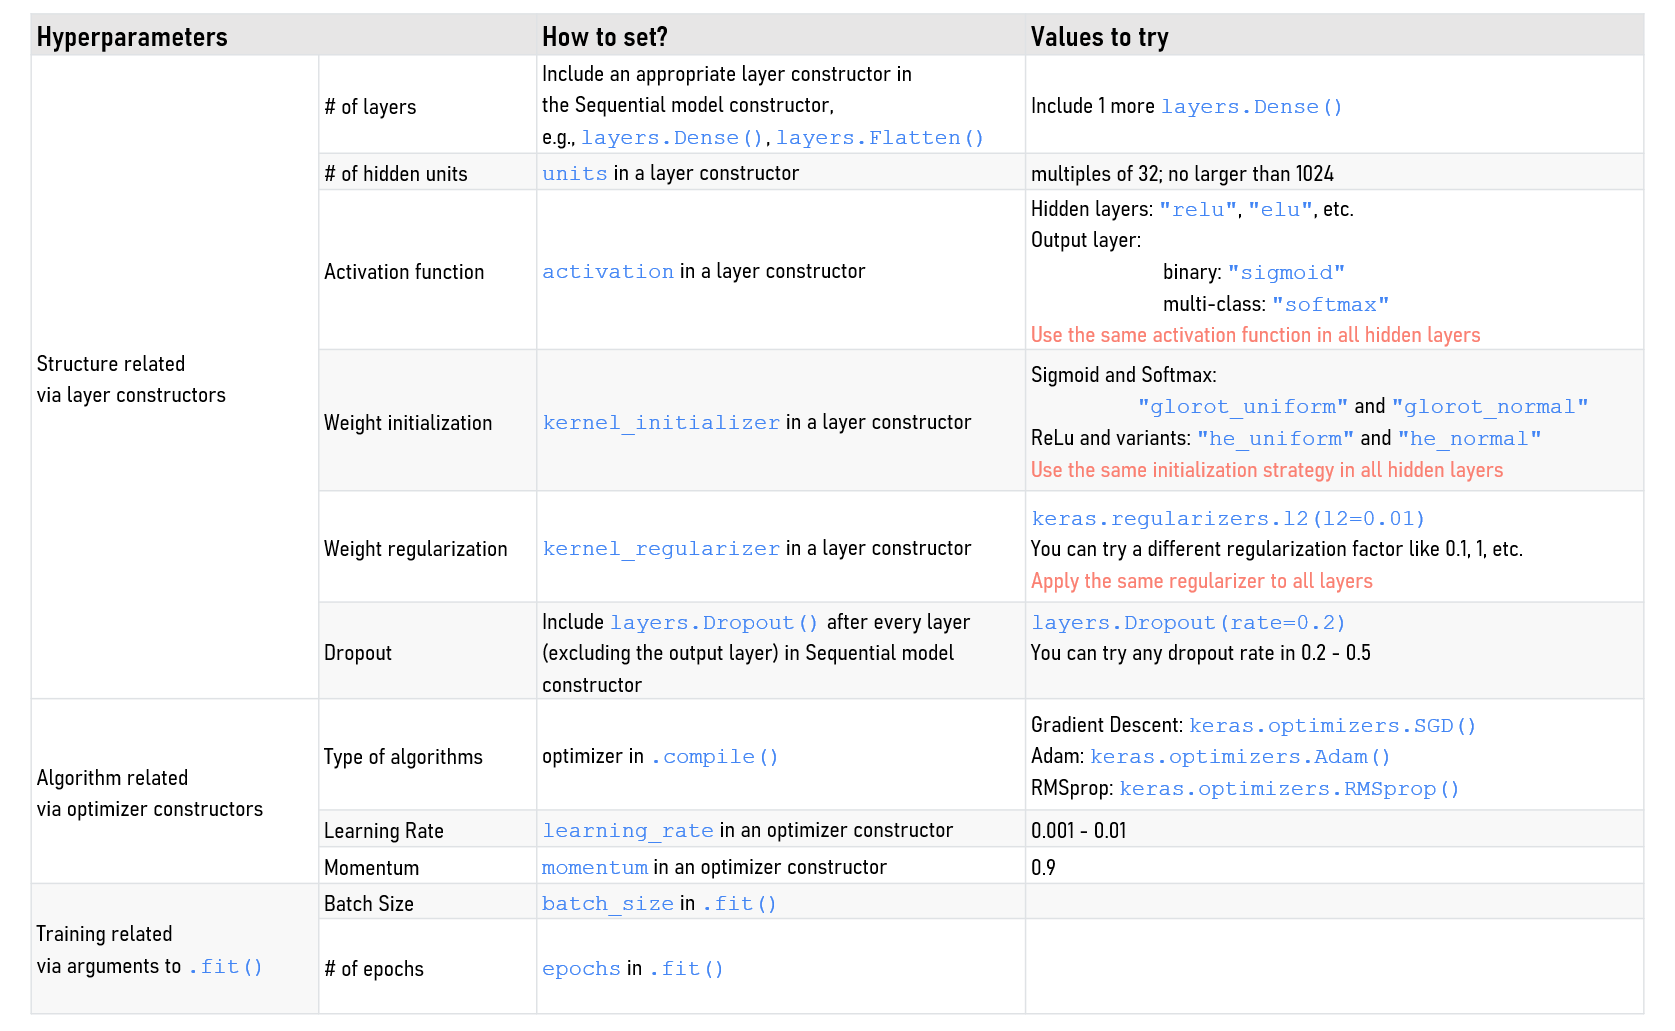 Hyperparameters How to set? Values to try
Structure related
via layer constructors
# of layers
Include an appropriate layer constructor in
the Sequential model constructor,
e.g., layers.Dense(), layers.Flatten()
Include 1 more layers.Dense()
# of hidden units
units in a layer constructor
multiples of 32; no larger than 1024
Activation function
activation in a layer constructor
Hidden layers: "relu", "elu", etc.
Output layer:
binary: "sigmoid"
multi-class: "softmax"
Use the same activation function in all hidden layers
Weight initialization
kernel_initializer in a layer constructor
Sigmoid and Softmax:
"glorot_uniform" and "glorot_normal"
ReLu and variants: "he_uniform" and "he_normal"
Use the same initialization strategy in all hidden layers
Weight regularization
kernel_regularizer in a layer constructor
keras.regularizers.l2(l2=0.01)
You can try a different regularization factor like 0.1, 1, etc.
Apply the same regularizer to all layers
Dropout
Include layers.Dropout() after every layer
(excluding the output layer) in Sequential model
constructor
layers.Dropout(rate=0.2)
You can try any dropout rate in 0.2 - 0.5
Algorithm related
via optimizer constructors
Type of algorithms
optimizer in .compile()
Gradient Descent: keras.optimizers.SGD()
Adam: keras.optimizers.Adam()
RMSprop: keras.optimizers.RMSprop()
Learning Rate
learning_rate in an optimizer constructor
0.001 - 0.01
Momentum
momentum in an optimizer constructor
0.9
Training related
via arguments to .fit()
Batch Size
batch_size in .fit()
# of epochs
epochs in .fit()